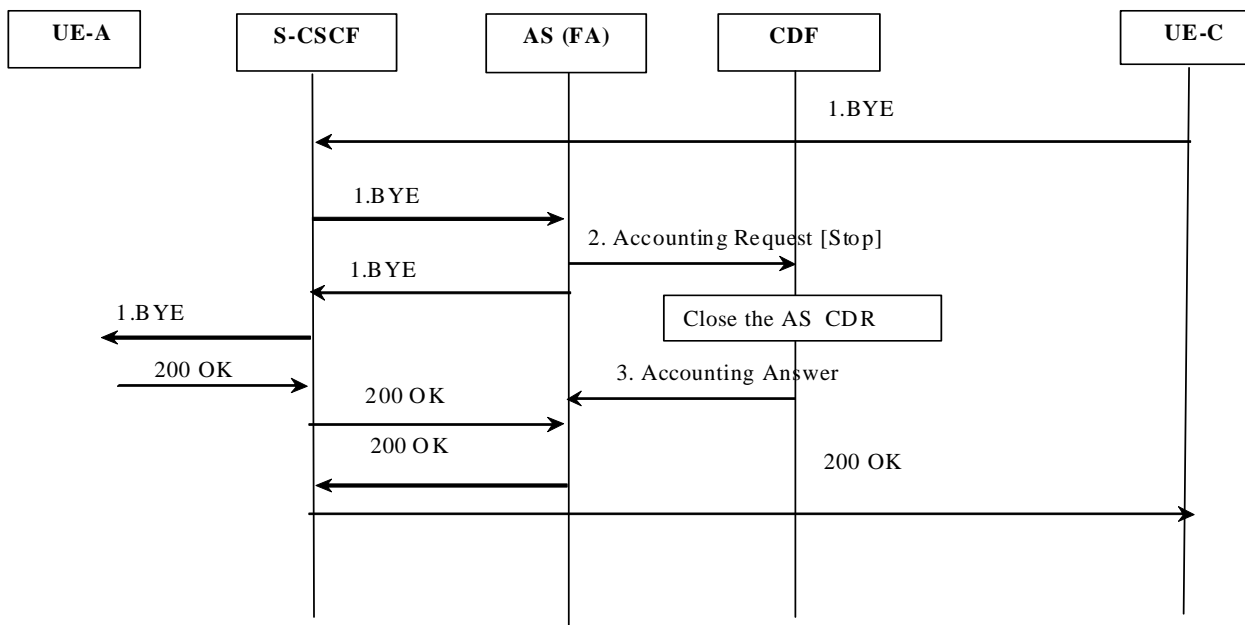 UE-A
S-CSCF
AS (FA)
CDF
UE-C
1.BYE
1.BYE
2. Accounting Request [Stop]
1.BYE
1.BYE
Close the AS CDR
200 OK
3. Accounting Answer
200 OK
200 OK
200 OK